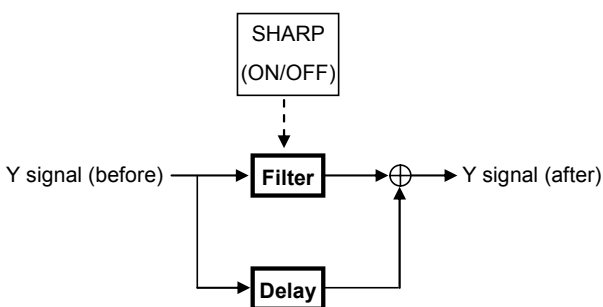 SHARP
(ON/OFF)
Y signal (before)
Filter
Y signal (after)
Delay